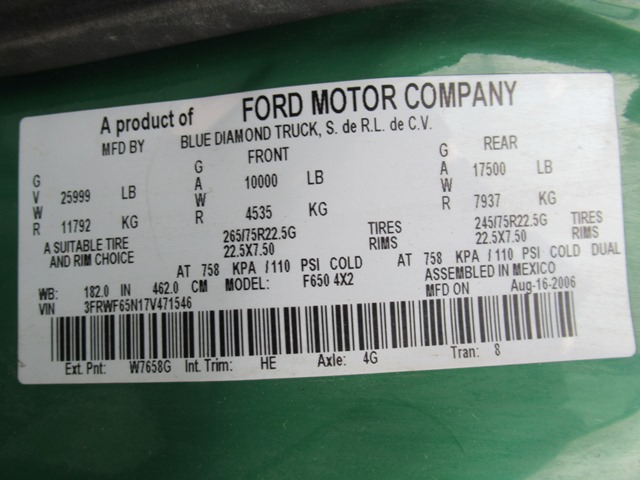 A product of FORD MOTOR COMPANY
MFD BY BLUE DIAMOND TRUCK, S. de R.L. de C.V.
GVWR 25999 LB 11792 KG
FRONT GAWR 10000 LB 4535 KG
REAR GAWR 17500 LB 7937 KG
A SUITABLE TIRE AND RIM CHOICE
265/75R22.5G TIRES 245/75R22.5G
22.5X7.50 RIMS 22.5X7.50
AT 758 KPA /110 PSI COLD AT 758 KPA /110 PSI COLD DUAL
WB: 182.0 IN 462.0 CM MODEL: F650 4X2 ASSEMBLED IN MEXICO
VIN 3FRWF65N17V471546 MFD ON Aug-16-2006
Ext. Pnt: W7658G Int. Trim: HE Axle: 4G Tran: 8